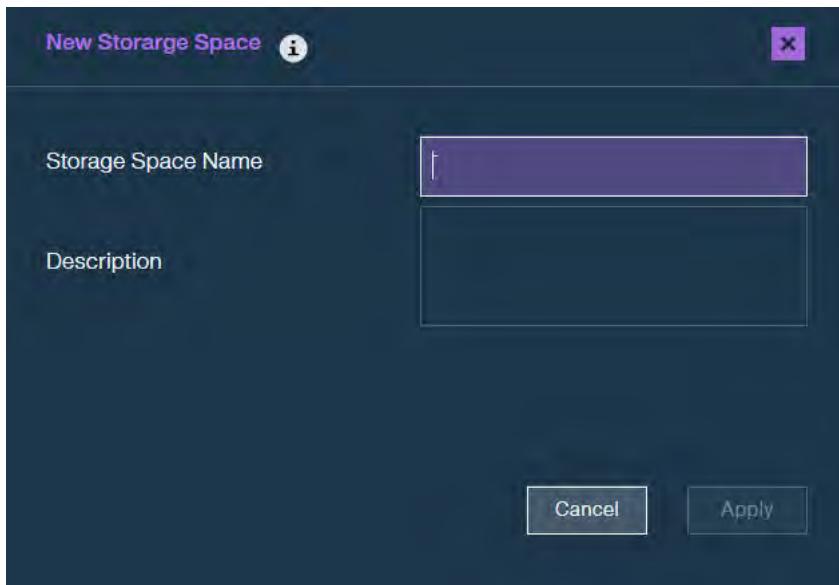 New Storarge Space
Storage Space Name
Description
Cancel
Apply